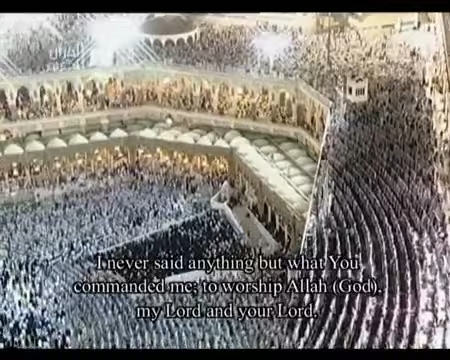 I never said anything but what You
commanded me: to worship Allah (God),
my Lord and your Lord.